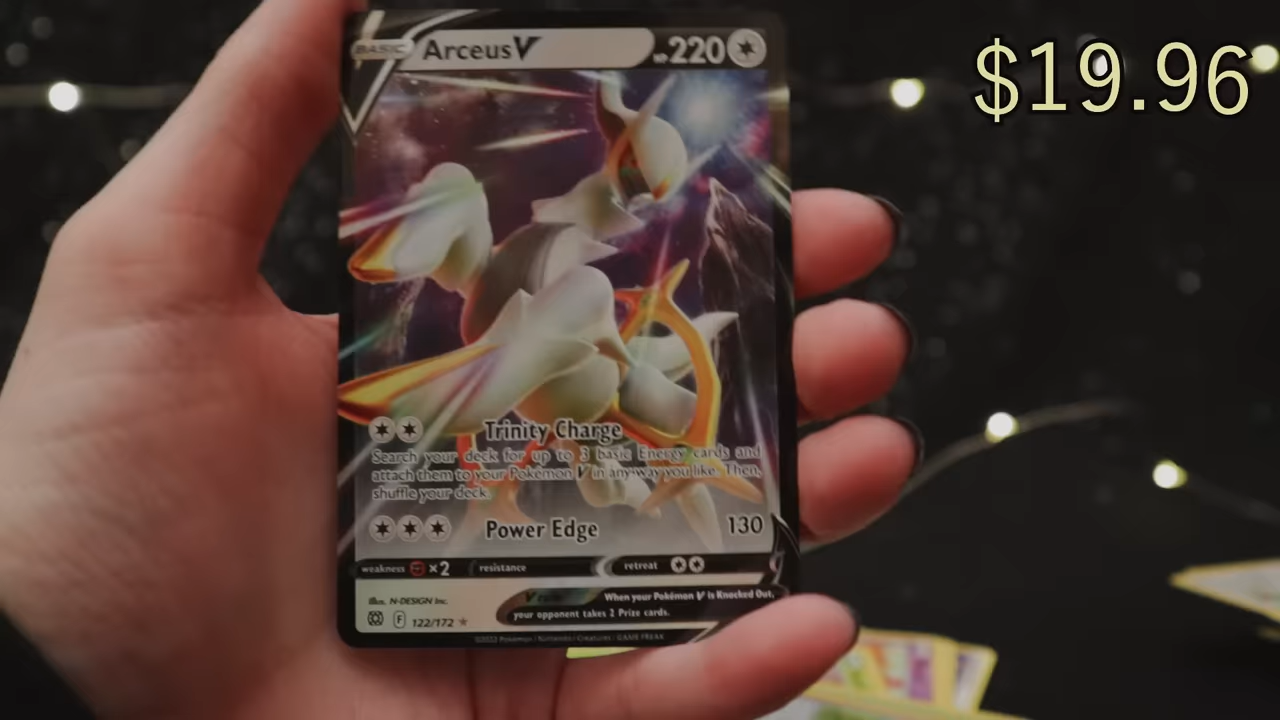 $19.96
BASIC Arceus V HP 220
Trinity Charge
Search your deck for up to 3 basic Energy cards and
attach them to your Pokémon V in any way you like. Then,
shuffle your deck.
Power Edge 130
weakness ×2 resistance retreat
V rule When your Pokémon V is Knocked Out,
your opponent takes 2 Prize cards.
Illus. N-DESIGN Inc.
F 122/172
©2022 Pokémon / Nintendo / Creatures / GAME FREAK